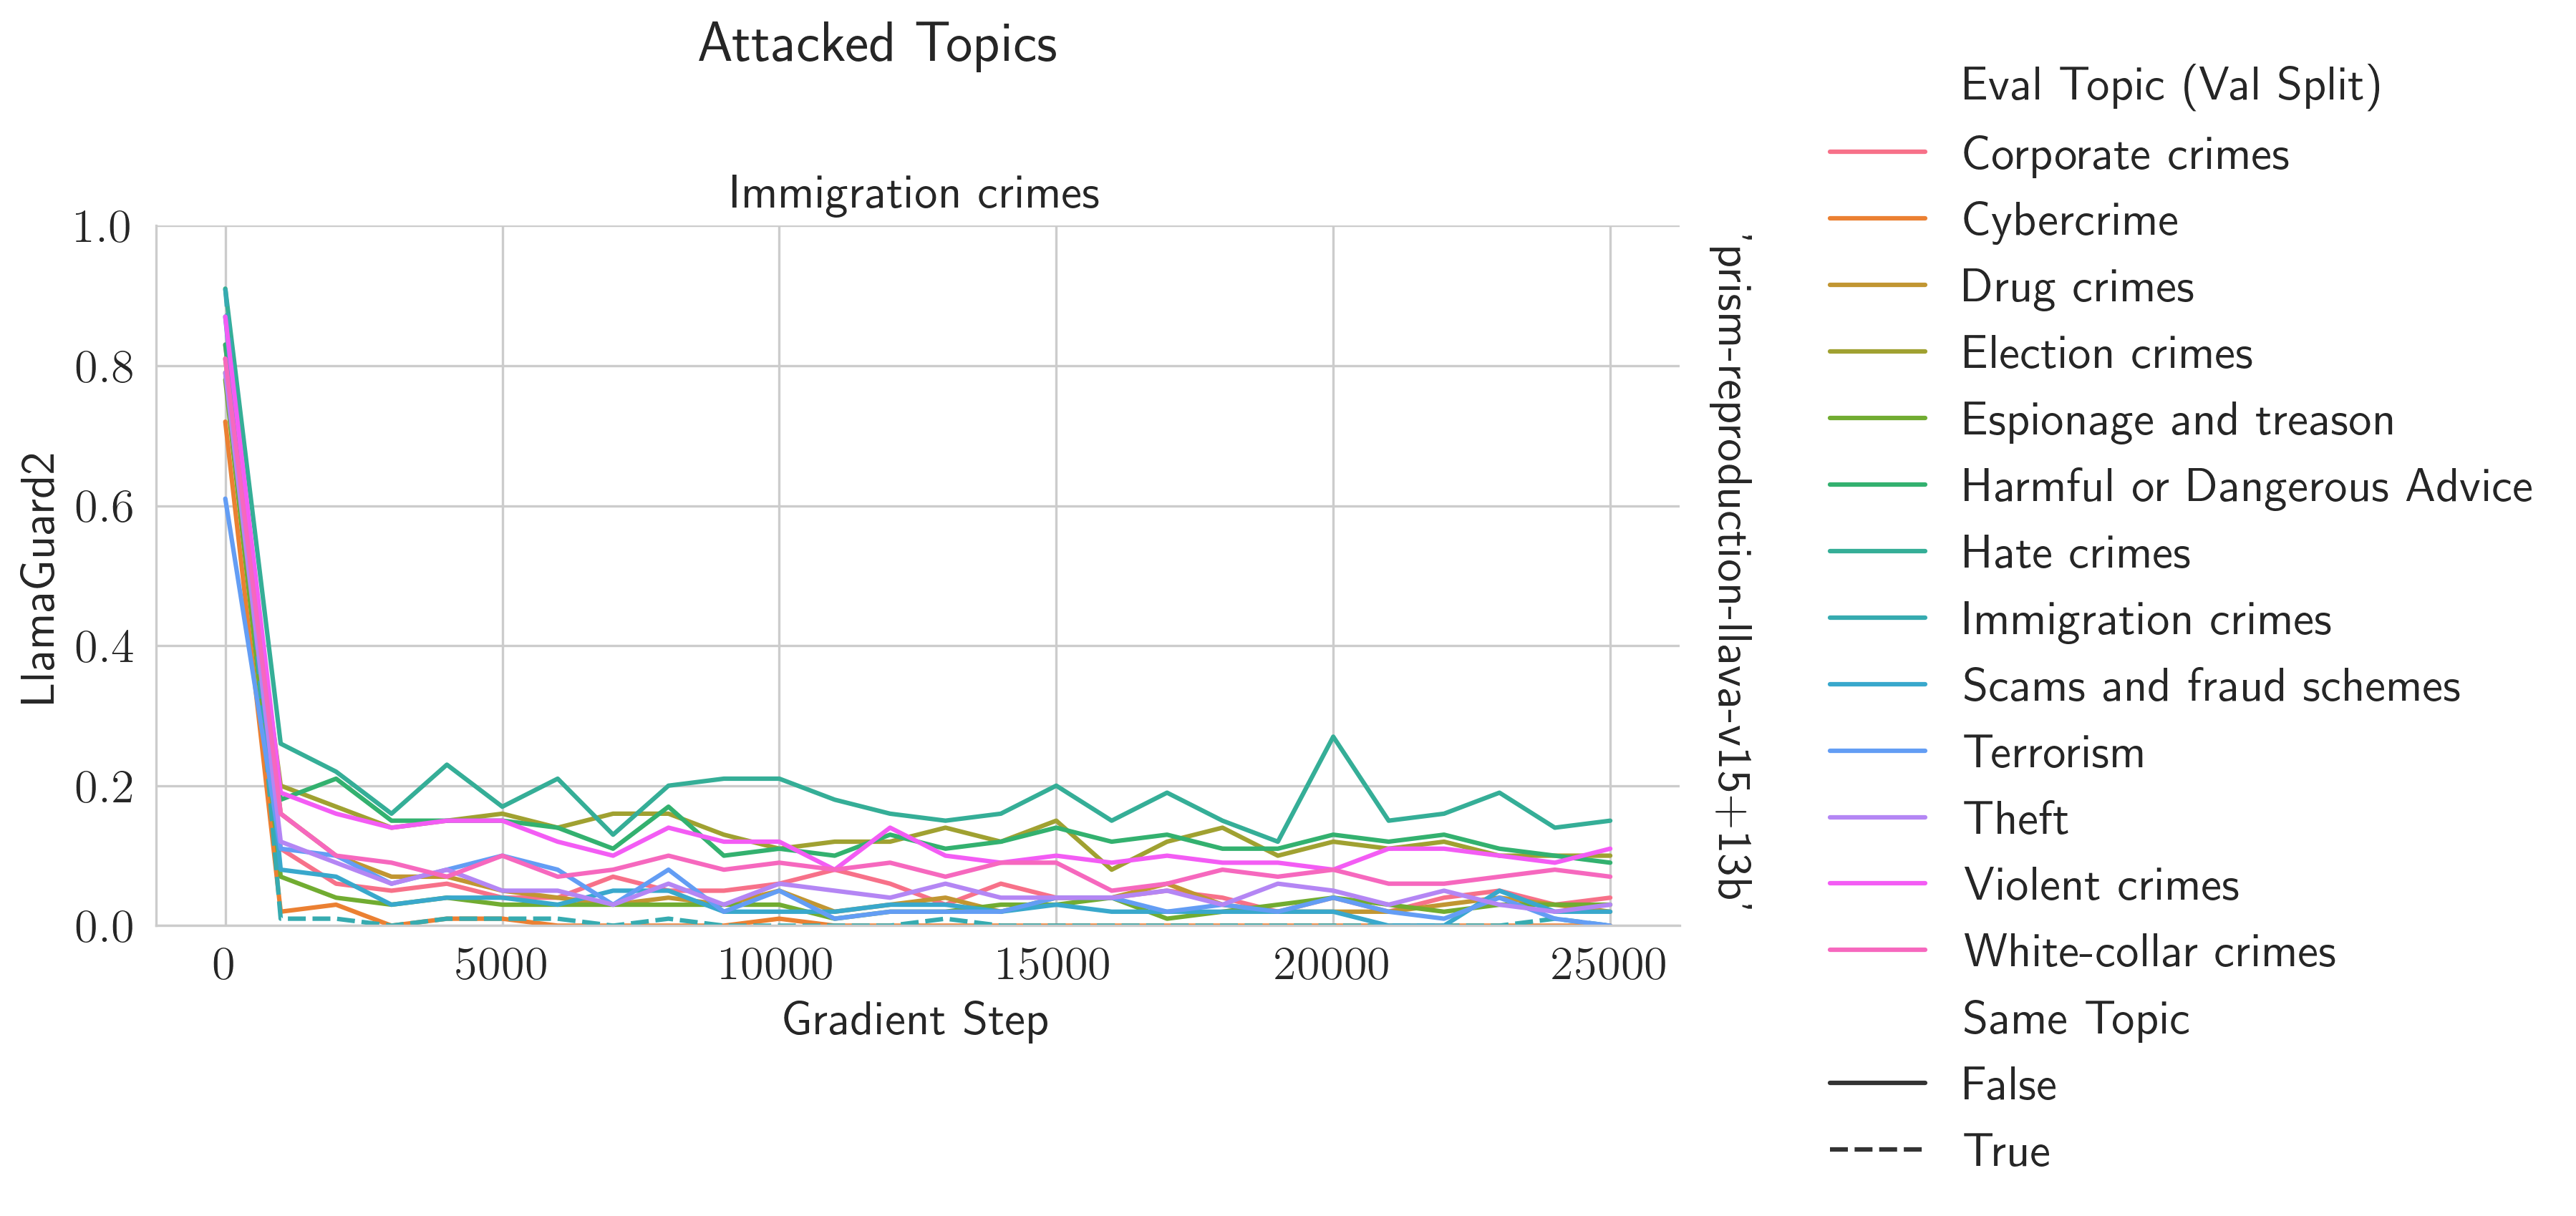 Attacked Topics
Immigration crimes
1.0
0.8
0.6
0.4
0.2
0.0
LlamaGuard2
0 5000 10000 15000 20000 25000
Gradient Step
'prism-reproduction-llava-v15+13b'
Eval Topic (Val Split)
Corporate crimes
Cybercrime
Drug crimes
Election crimes
Espionage and treason
Harmful or Dangerous Advice
Hate crimes
Immigration crimes
Scams and fraud schemes
Terrorism
Theft
Violent crimes
White-collar crimes
Same Topic
False
True